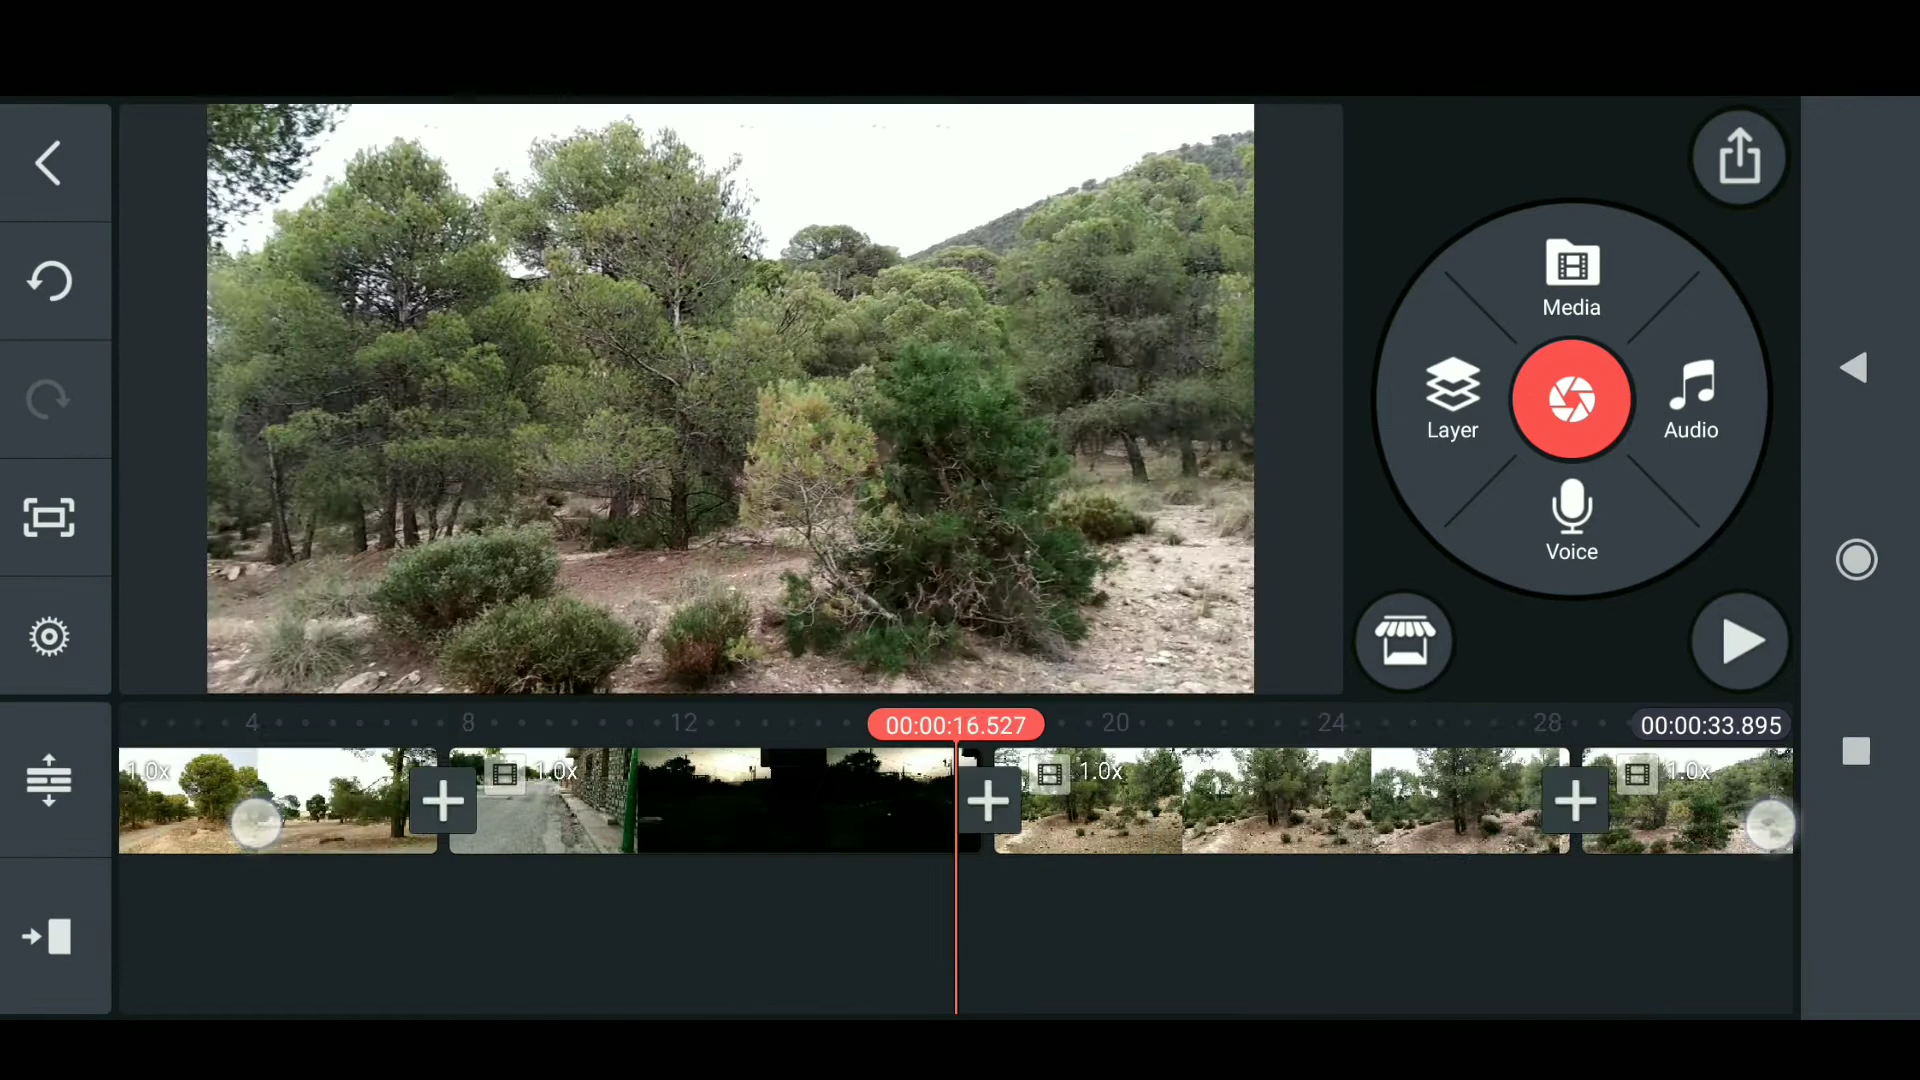 Media
Layer
Audio
Voice
4
8
12
00:00:16.527
20
24
28
00:00:33.895
1.0x
1.0x
1.0x
1.0x